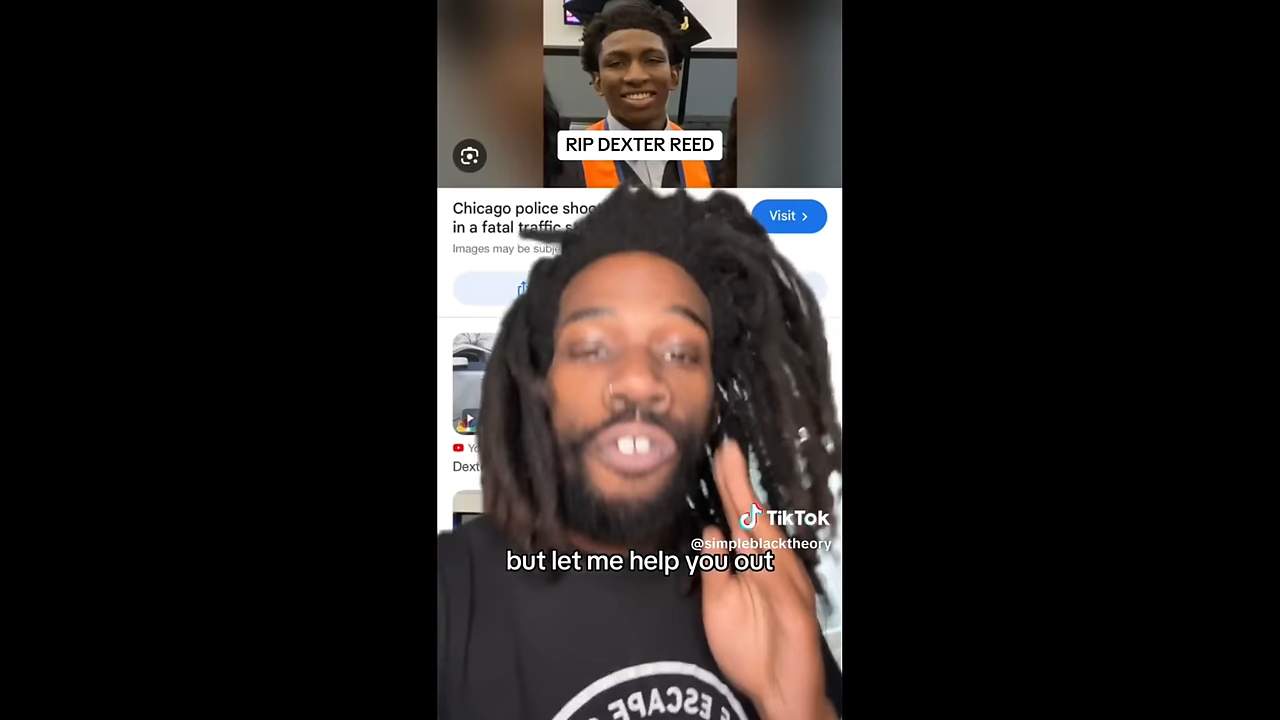 RIP DEXTER REED
Chicago police shoo
in a fatal traffic s
Visit
Images may be subje
Dext
TikTok
@simpleblacktheory
but let me help you out
ESCAPE